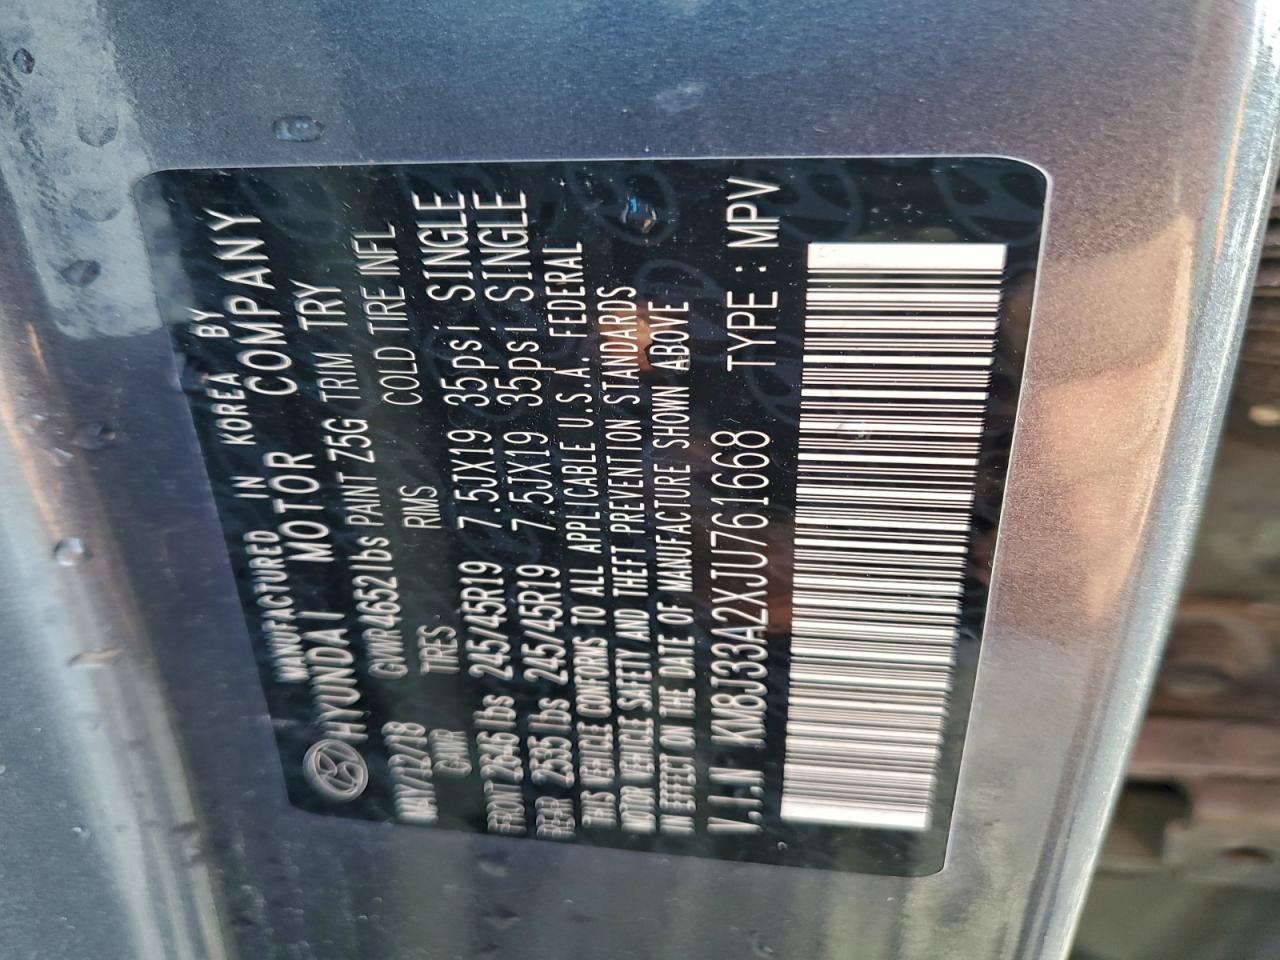 MANUFACTURED IN KOREA BY
HYUNDAI MOTOR COMPANY
MAY/22/18 GVWR 4652lbs PAINT Z5G TRIM TRY
GAWR TIRES RIMS COLD TIRE INFL
FRONT 2646 lbs 245/45R19 7.5JX19 35psi SINGLE
REAR 2535 lbs 245/45R19 7.5JX19 35psi SINGLE
THIS VEHICLE CONFORMS TO ALL APPLICABLE U.S.A. FEDERAL
MOTOR VEHICLE SAFETY AND THEFT PREVENTION STANDARDS
IN EFFECT ON THE DATE OF MANUFACTURE SHOWN ABOVE
V.I.N KM8J33A2XJU761668 TYPE : MPV